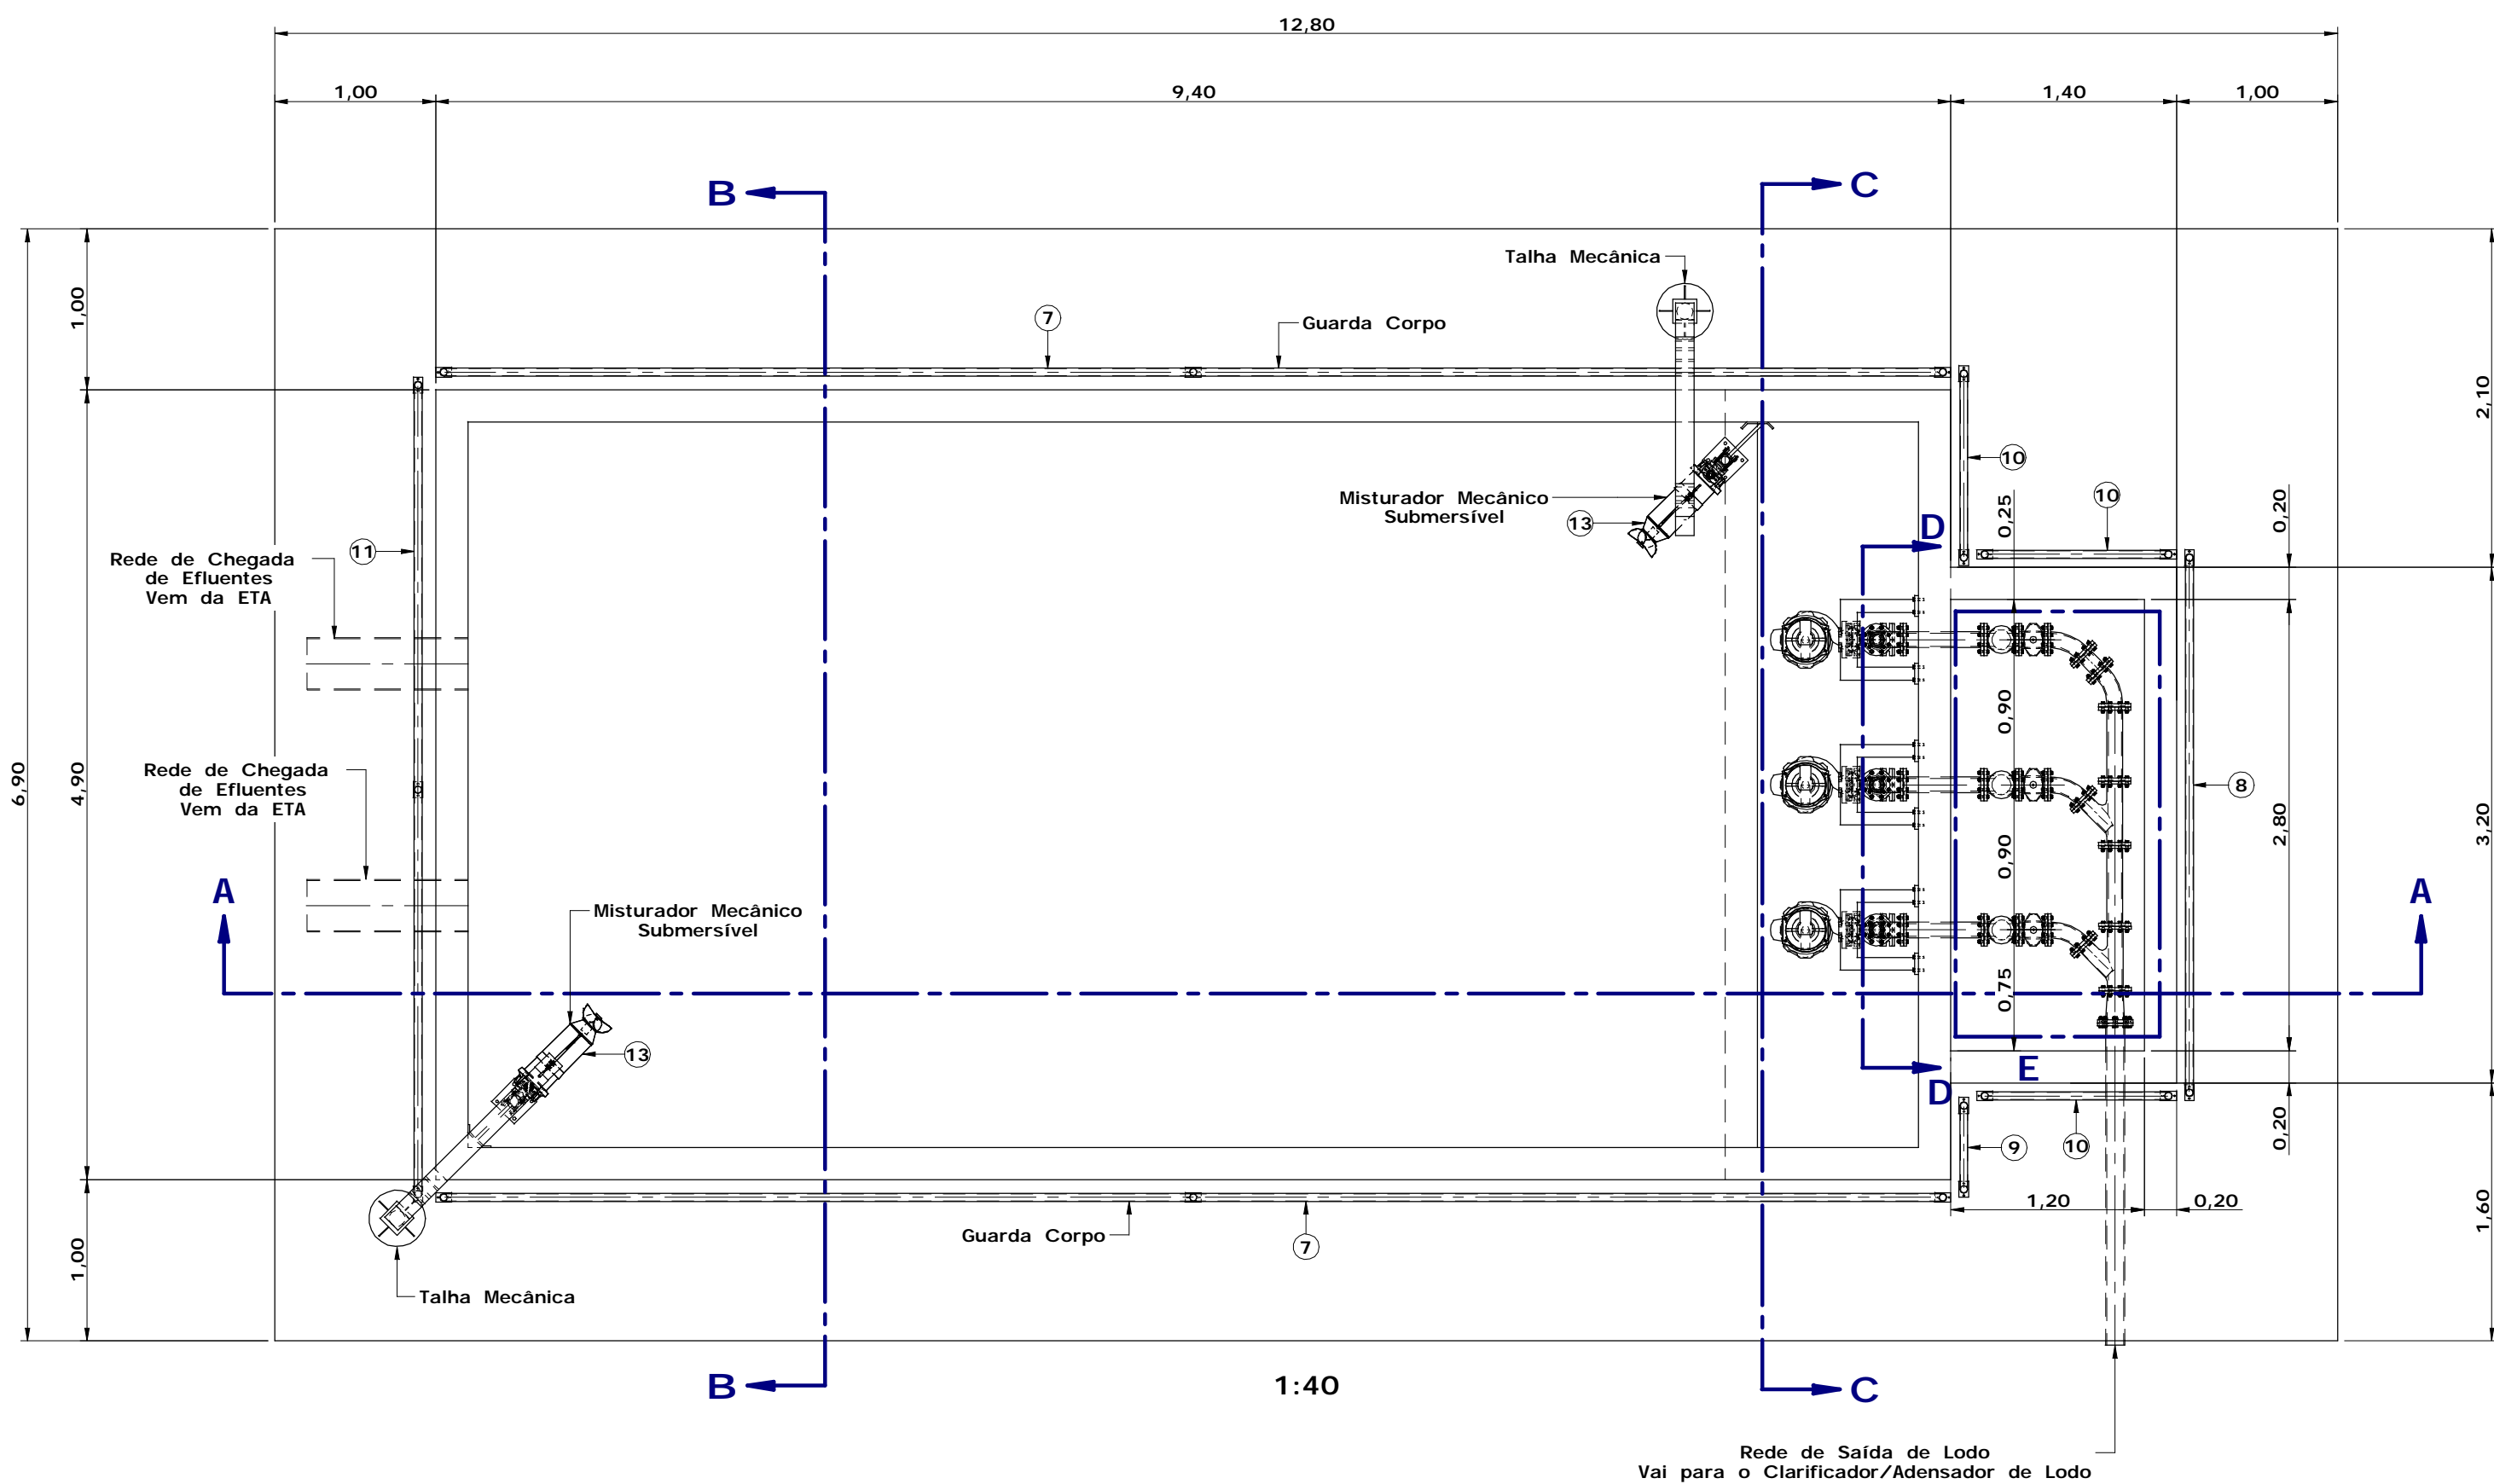 12,80
1,00
9,40
1,40
1,00
B
C
Talha Mecânica
1,00
7
Guarda Corpo
2,10
10
Misturador Mecânico
Submersível
13
10
0,25
0,20
D
Rede de Chegada
de Efluentes
Vem da ETA
11
0,90
6,90
4,90
Rede de Chegada
de Efluentes
Vem da ETA
8
0,90
2,80
3,20
A
A
Misturador Mecânico
Submersível
0,75
13
E
D
9
10
0,20
1,20
0,20
1,60
Guarda Corpo
7
1,00
Talha Mecânica
B
1:40
C
Rede de Saída de Lodo
Vai para o Clarificador/Adensador de Lodo